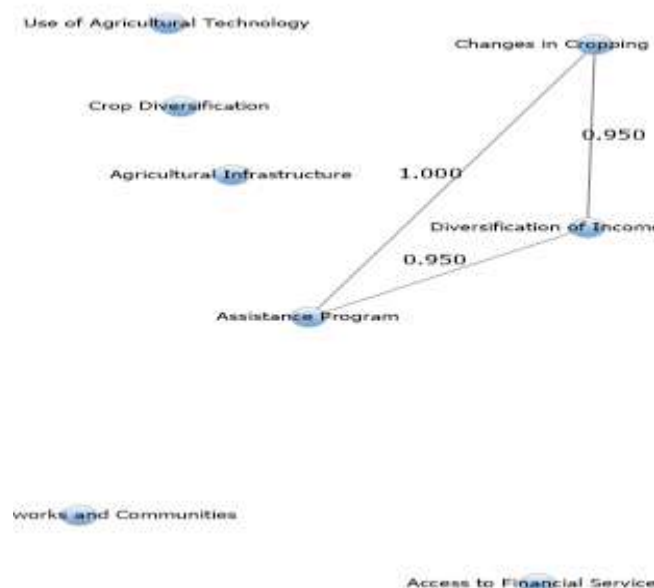 Use of Agricultural Technology
Changes in Cropping
Crop Diversification
0.950
Agricultural Infrastructure
1.000
Diversification of Income
0.950
Assistance Program
works and Communities
Access to Financial Service